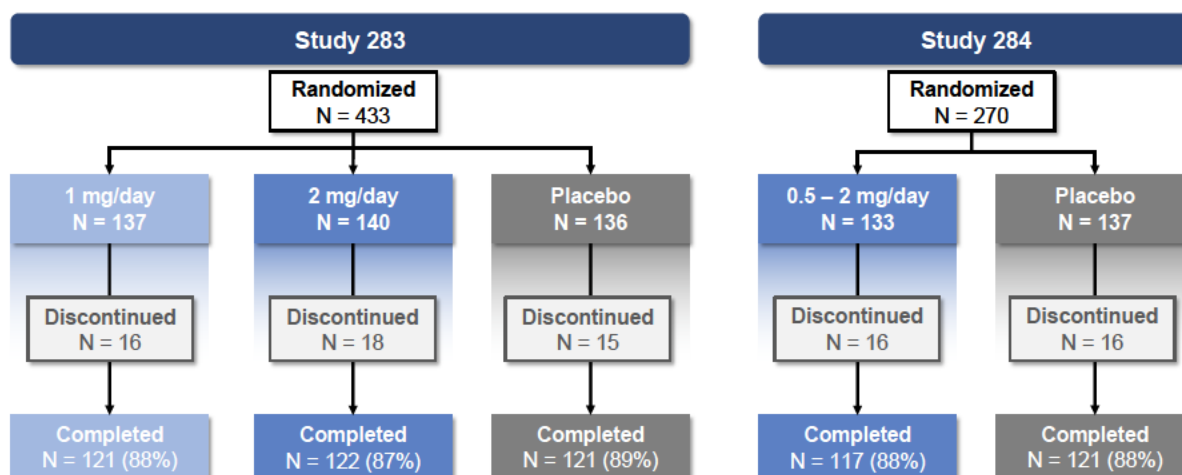 Study 283
Randomized
N = 433
1 mg/day
N = 137
2 mg/day
N = 140
Placebo
N = 136
Discontinued
N = 16
Discontinued
N = 18
Discontinued
N = 15
Completed
N = 121 (88%)
Completed
N = 122 (87%)
Completed
N = 121 (89%)
Study 284
Randomized
N = 270
0.5 – 2 mg/day
N = 133
Placebo
N = 137
Discontinued
N = 16
Discontinued
N = 16
Completed
N = 117 (88%)
Completed
N = 121 (88%)